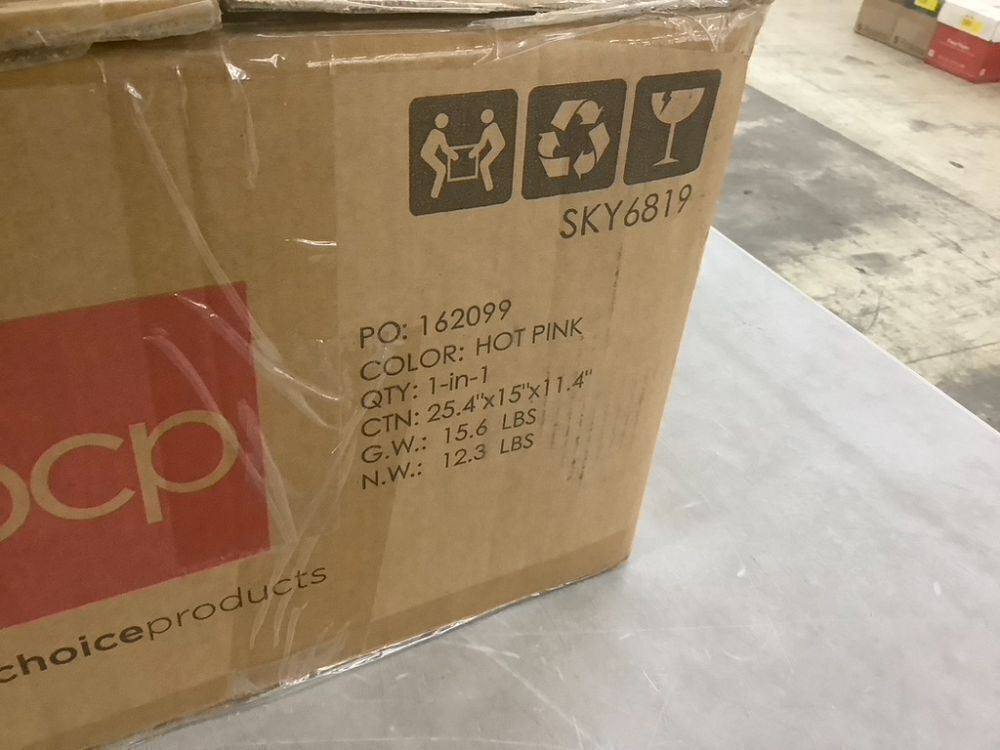 SKY6819
PO: 162099
COLOR: HOT PINK
QTY: 1-in-1
CTN: 25.4"x15"x11.4"
G.W.: 15.6 LBS
N.W.: 12.3 LBS
bcp
choiceproducts